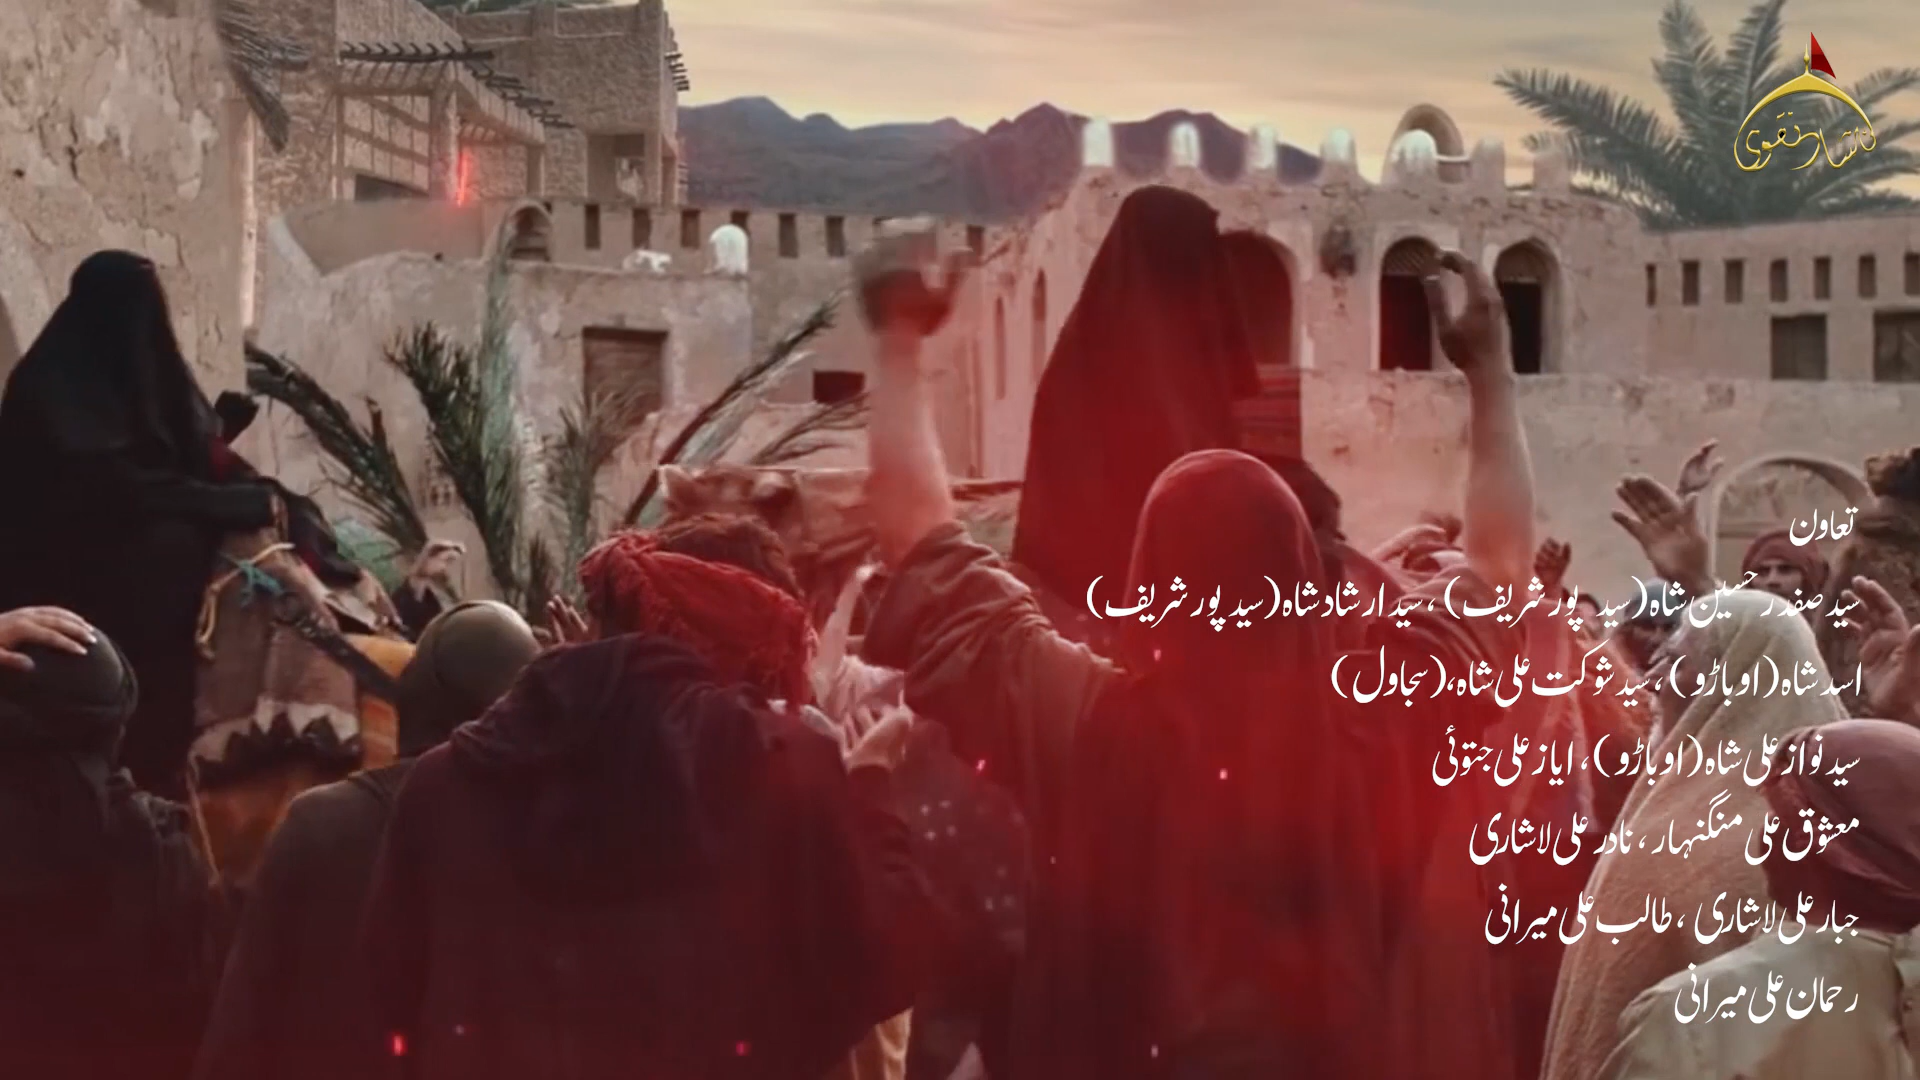 ناشار نقوی
تعاون
سید صفدر حسین شاہ (سید پور شریف)، سید ارشاد شاہ (سید پور شریف)
اسد شاہ (اوباڑو)، سید شوکت علی شاہ، (سجاول)
سید نواز علی شاہ (اوباڑو)، ایاز علی جتوئی
معشوق علی منگنہار، نادر علی لاشاری
جبار علی لاشاری، طالب علی میرانی
رحمان علی میرانی